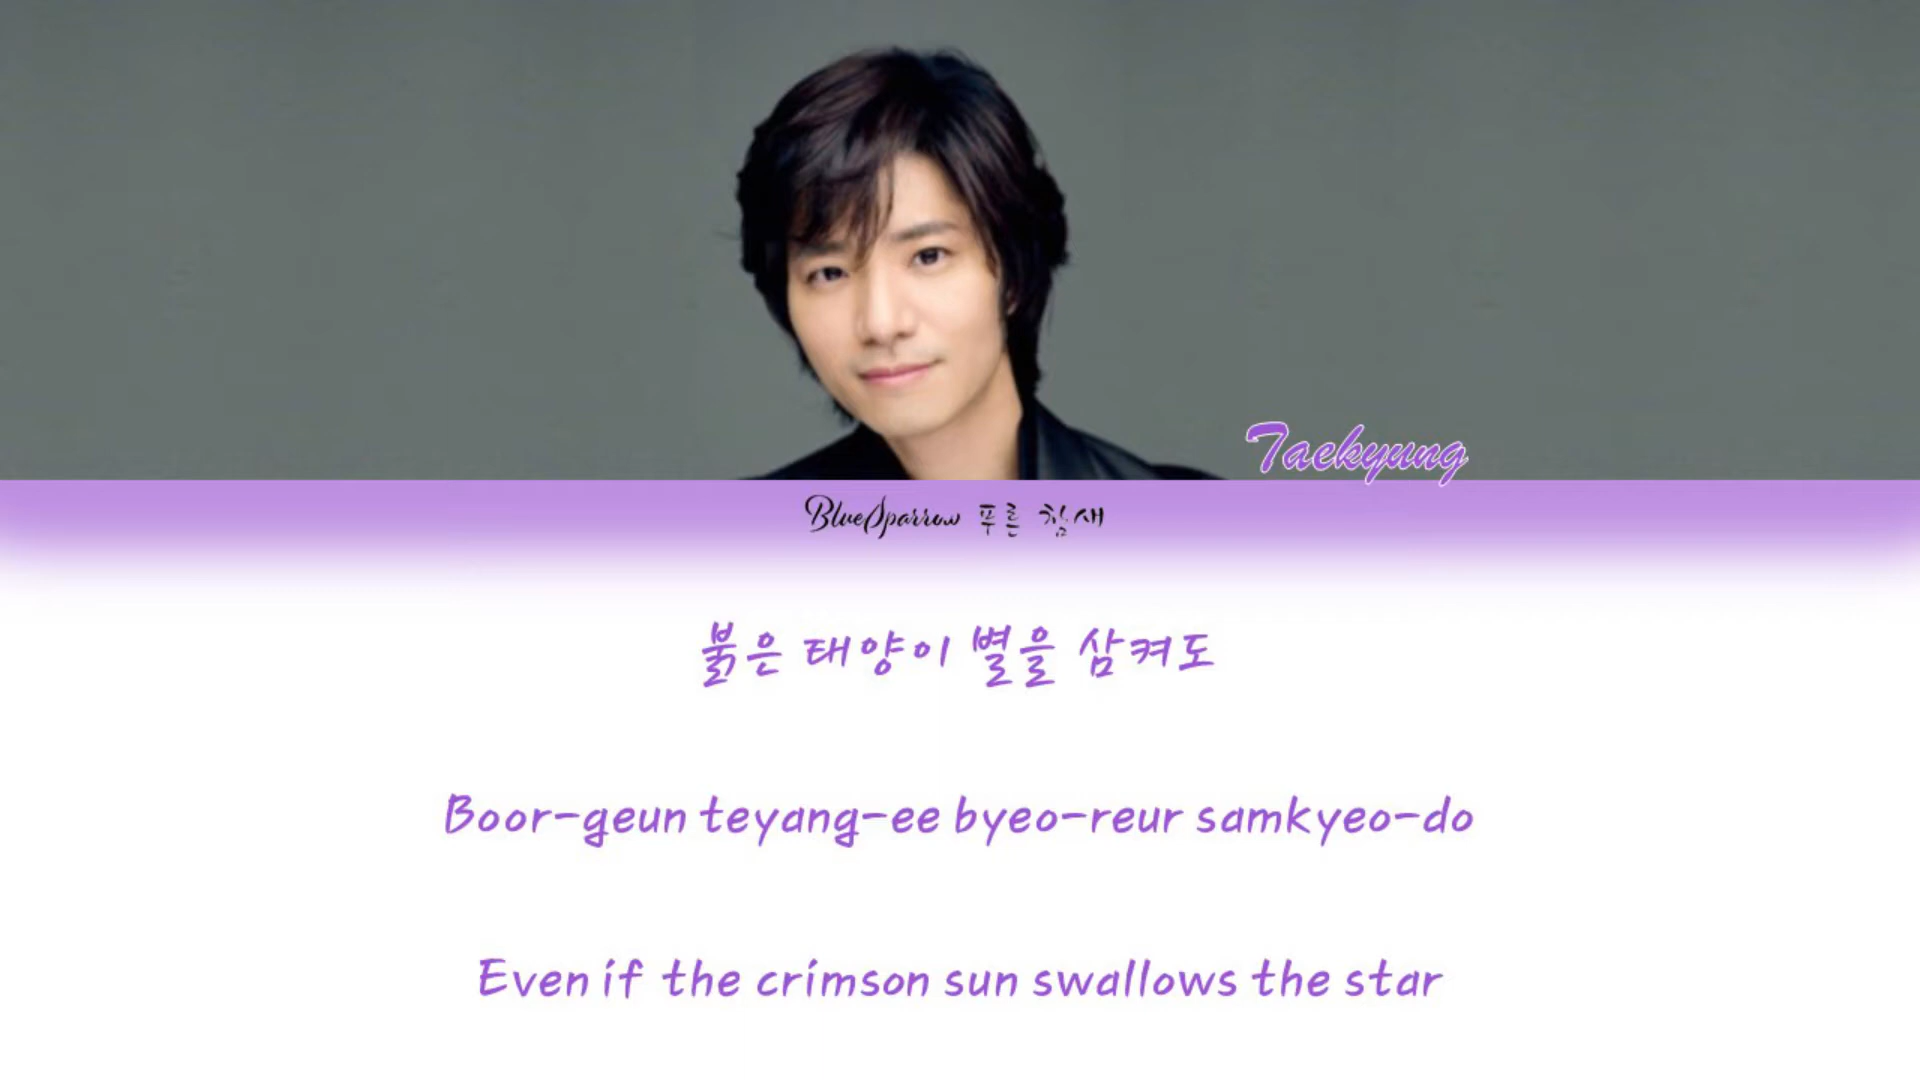 Taekyung
BlueSparrow 푸른 참새
붉은 태양이 별을 삼켜도
Boor-geun teyang-ee byeo-reur samkyeo-do
Even if the crimson sun swallows the star